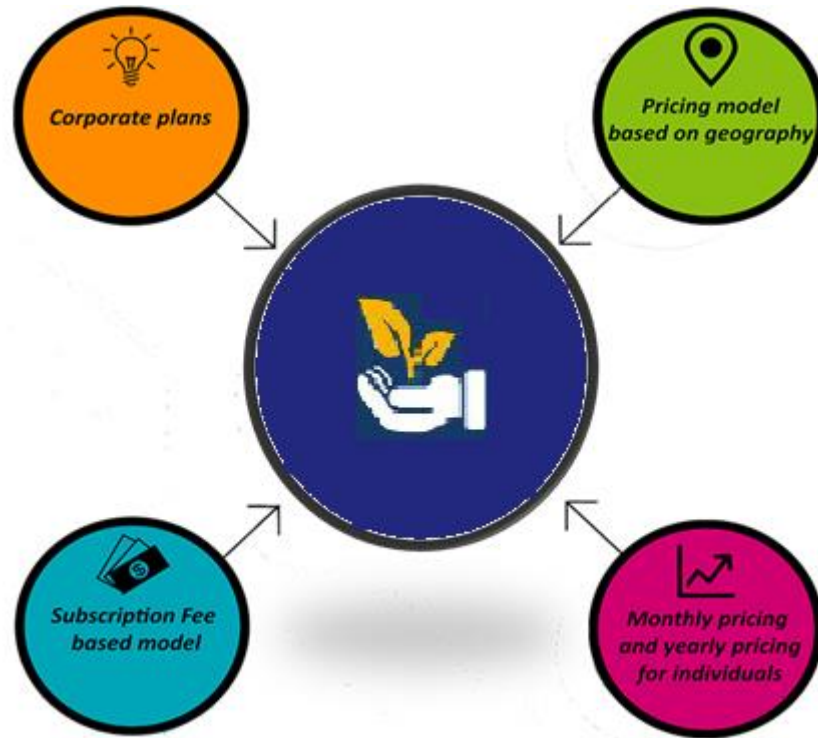 Corporate plans
Pricing model
based on geography
Subscription Fee
based model
Monthly pricing
and yearly pricing
for individuals